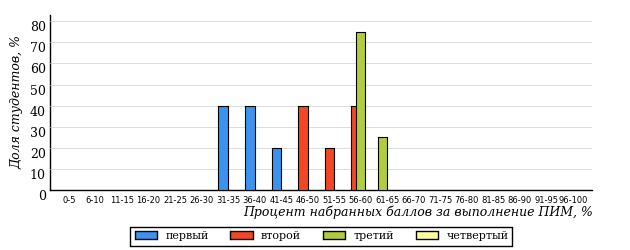 Доля студентов, %
80
70
60
50
40
30
20
10
0
0-5 6-10 11-15 16-20 21-25 26-30 31-35 36-40 41-45 46-50 51-55 56-60 61-65 66-70 71-75 76-80 81-85 86-90 91-95 96-100
Процент набранных баллов за выполнение ПИМ, %
первый второй третий четвертый